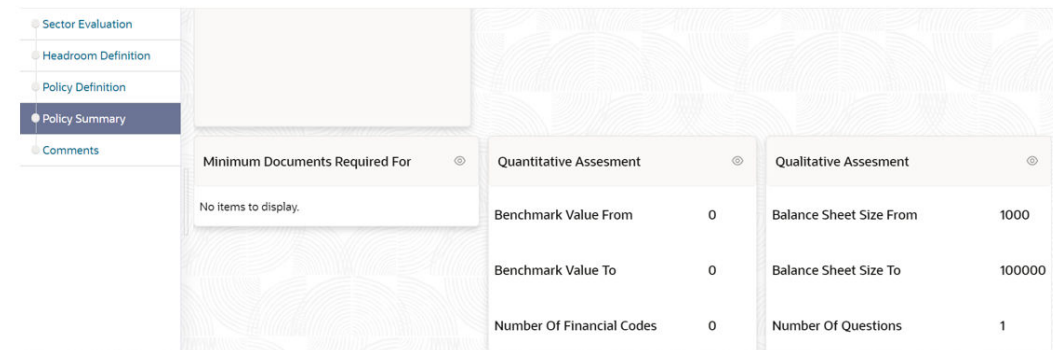 Sector Evaluation
Headroom Definition
Policy Definition
Policy Summary
Comments
Minimum Documents Required For
No items to display.
Quantitative Assesment
Benchmark Value From 0
Benchmark Value To 0
Number Of Financial Codes 0
Qualitative Assesment
Balance Sheet Size From 1000
Balance Sheet Size To 100000
Number Of Questions 1